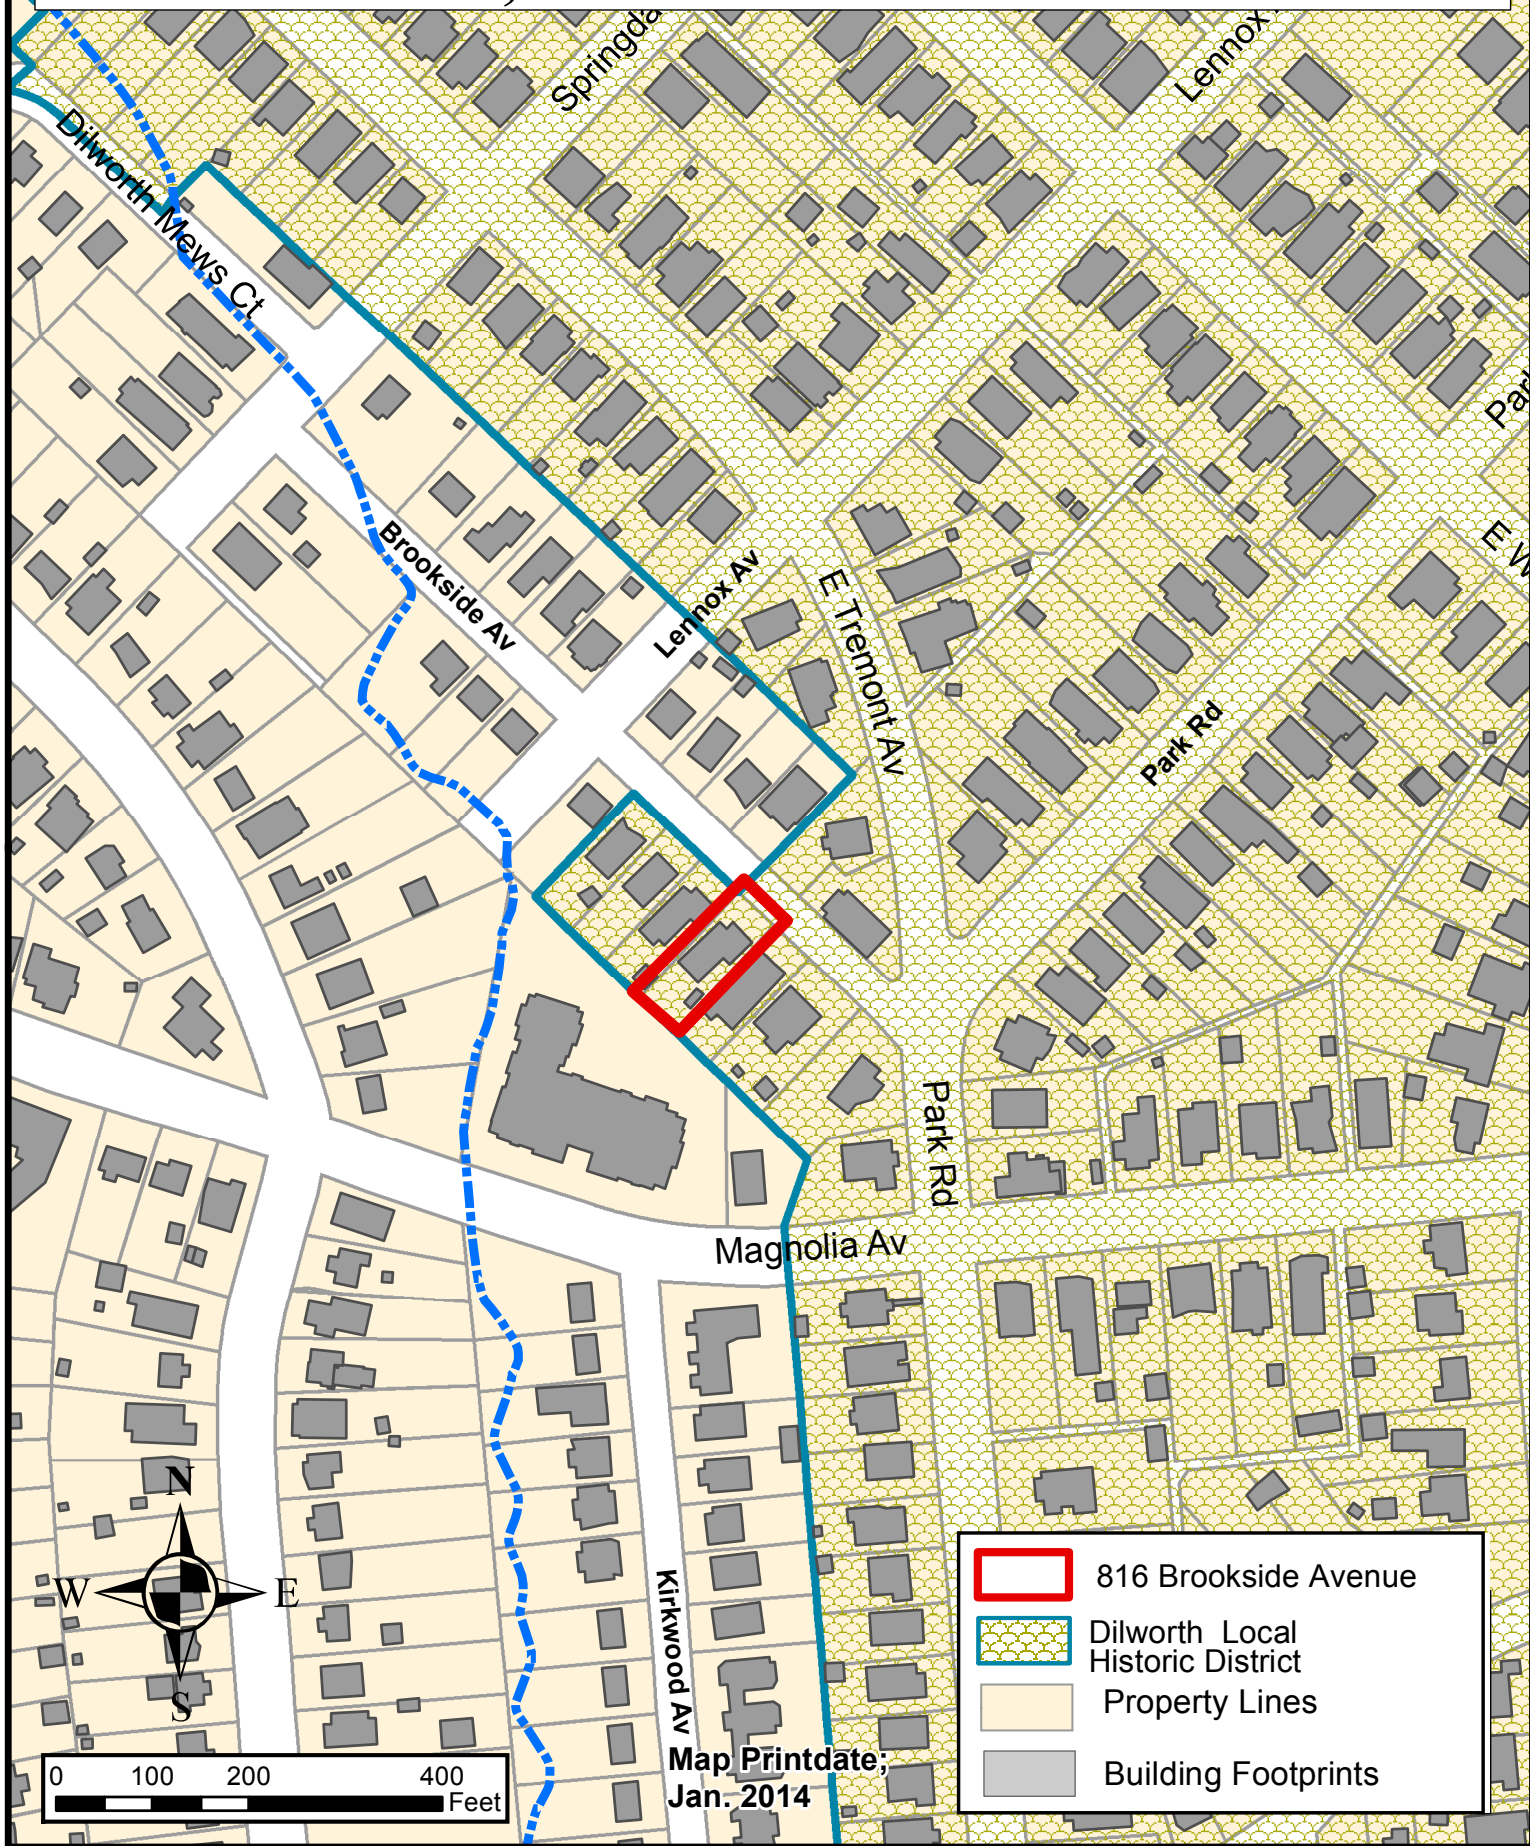 Springda
Lennox
Dilworth Mews Ct
Par
Brookside Av
Lennox Av
E Tremont Av
E W
Park Rd
Park Rd
Magnolia Av
Kirkwood Av
N
W E
S
0 100 200 400
Feet
Map Printdate;
Jan. 2014
816 Brookside Avenue
Dilworth Local
Historic District
Property Lines
Building Footprints